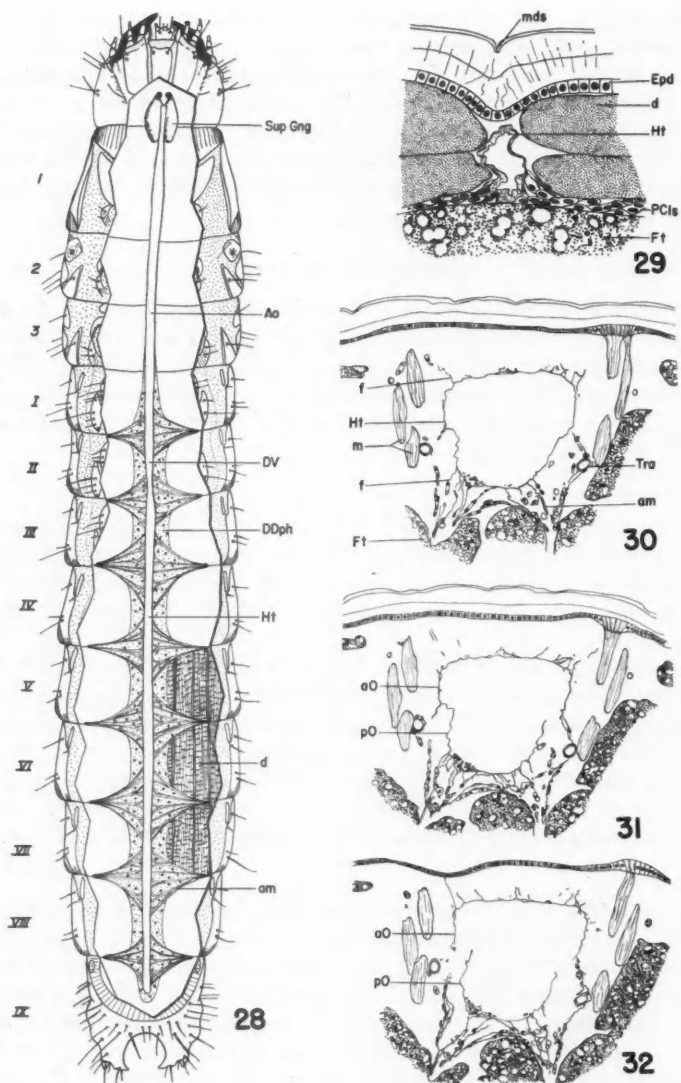 Sup Gng
1
2
3
Ao
I
II
DV
III
DDph
IV
Ht
V
VI
d
VII
am
VIII
IX
28
mds
Epd
d
Ht
PCls
Ft
29
f
Ht
m
Tra
f
am
Ft
30
aO
pO
31
aO
pO
32